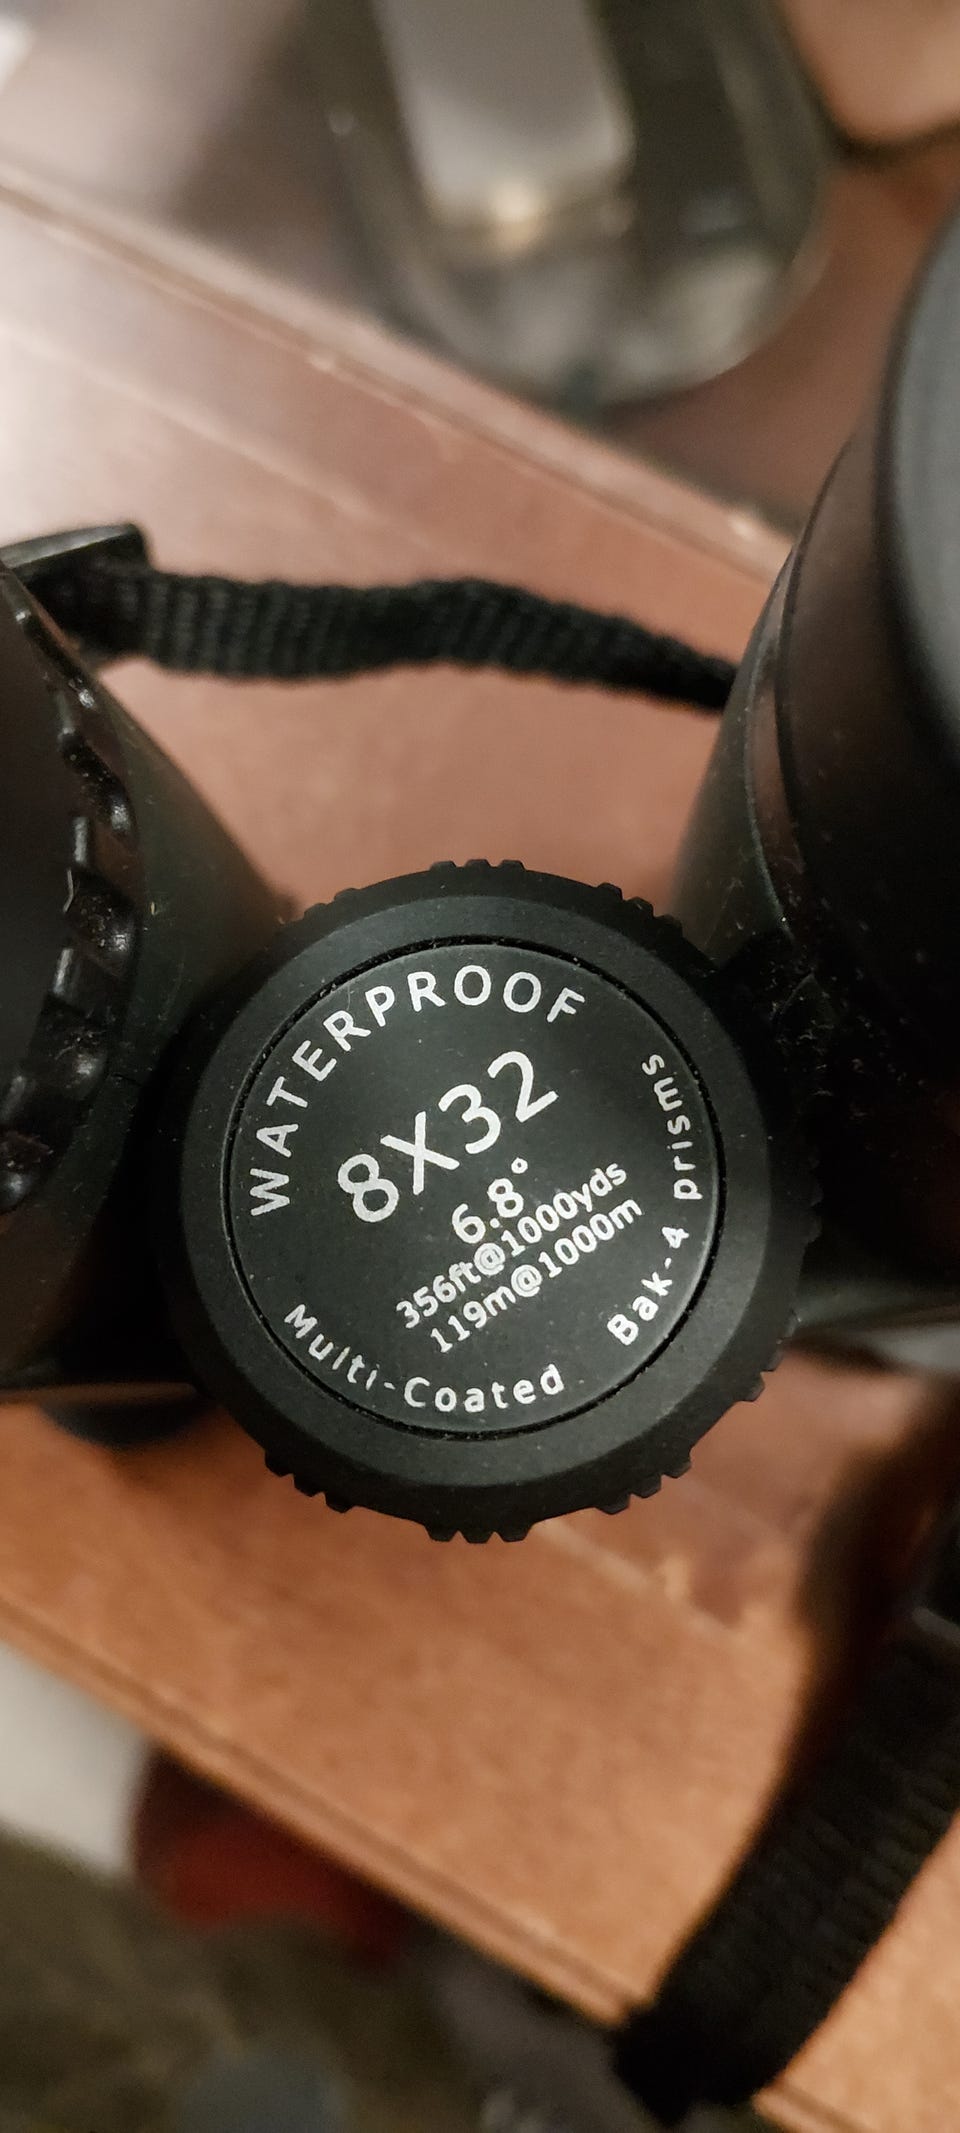 WATERPROOF
8X32
6.8°
356ft@1000yds
119m@1000m
Multi-Coated
Bak-4 prisms